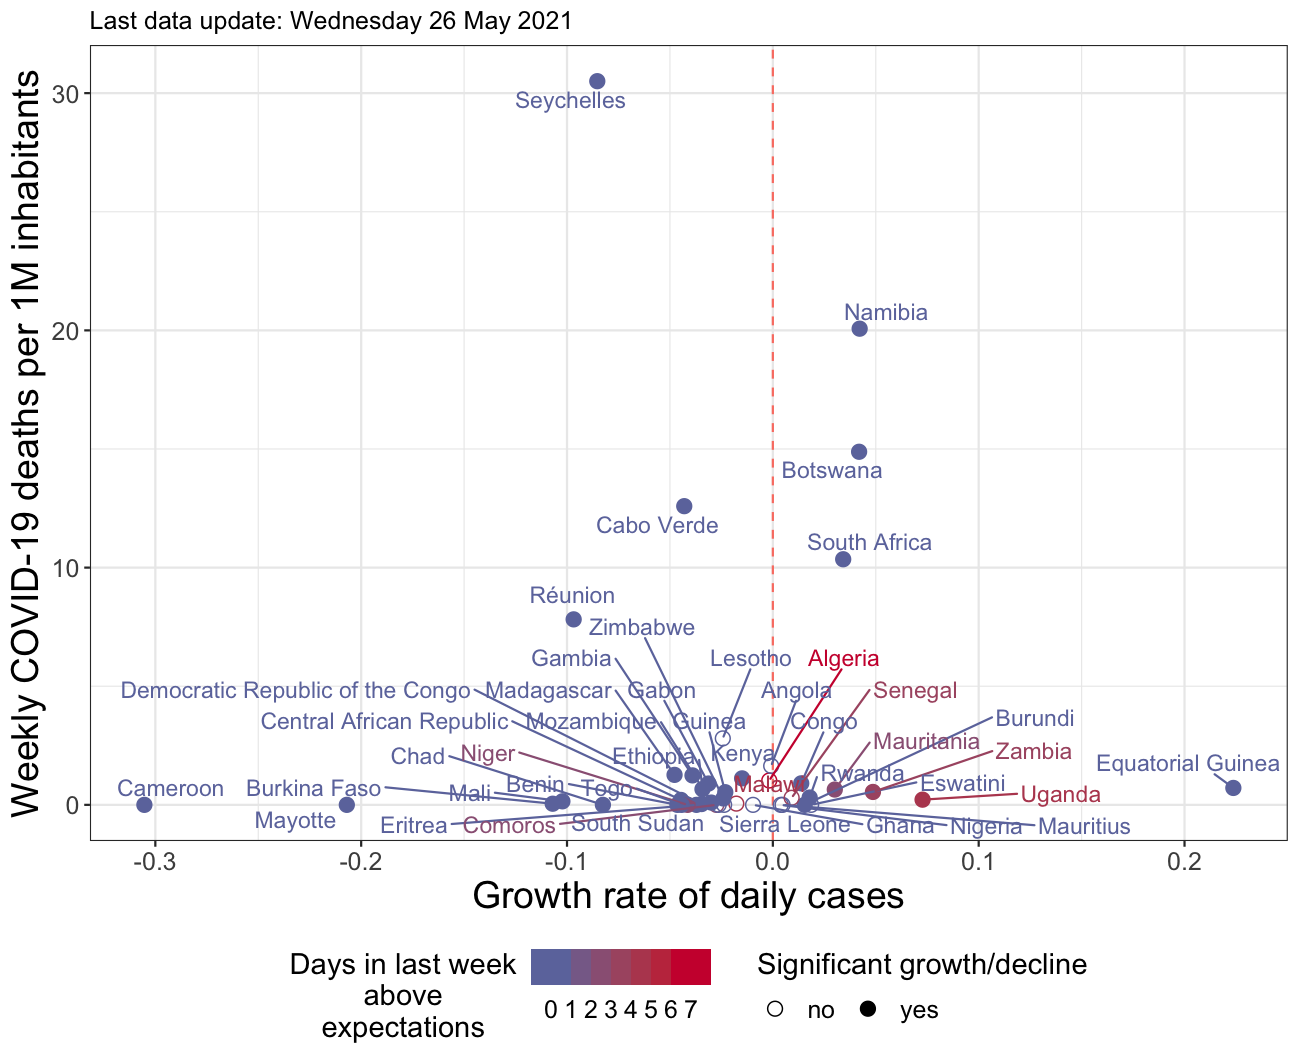 Last data update: Wednesday 26 May 2021
Weekly COVID-19 deaths per 1M inhabitants
30
20
10
0
Seychelles
Namibia
Botswana
Cabo Verde
South Africa
Réunion
Zimbabwe
Gambia
Lesotho
Algeria
Democratic Republic of the Congo
Madagascar
Gabon
Angola
Senegal
Central African Republic
Mozambique
Guinea
Congo
Burundi
Chad
Niger
Ethiopia
Kenya
Mauritania
Zambia
Equatorial Guinea
Cameroon
Burkina Faso
Mali
Benin
Togo
Malawi
Rwanda
Eswatini
Uganda
Mayotte
Eritrea
Comoros
South Sudan
Sierra Leone
Ghana
Nigeria
Mauritius
-0.3
-0.2
-0.1
0.0
0.1
0.2
Growth rate of daily cases
Days in last week
above
expectations
0 1 2 3 4 5 6 7
Significant growth/decline
no
yes